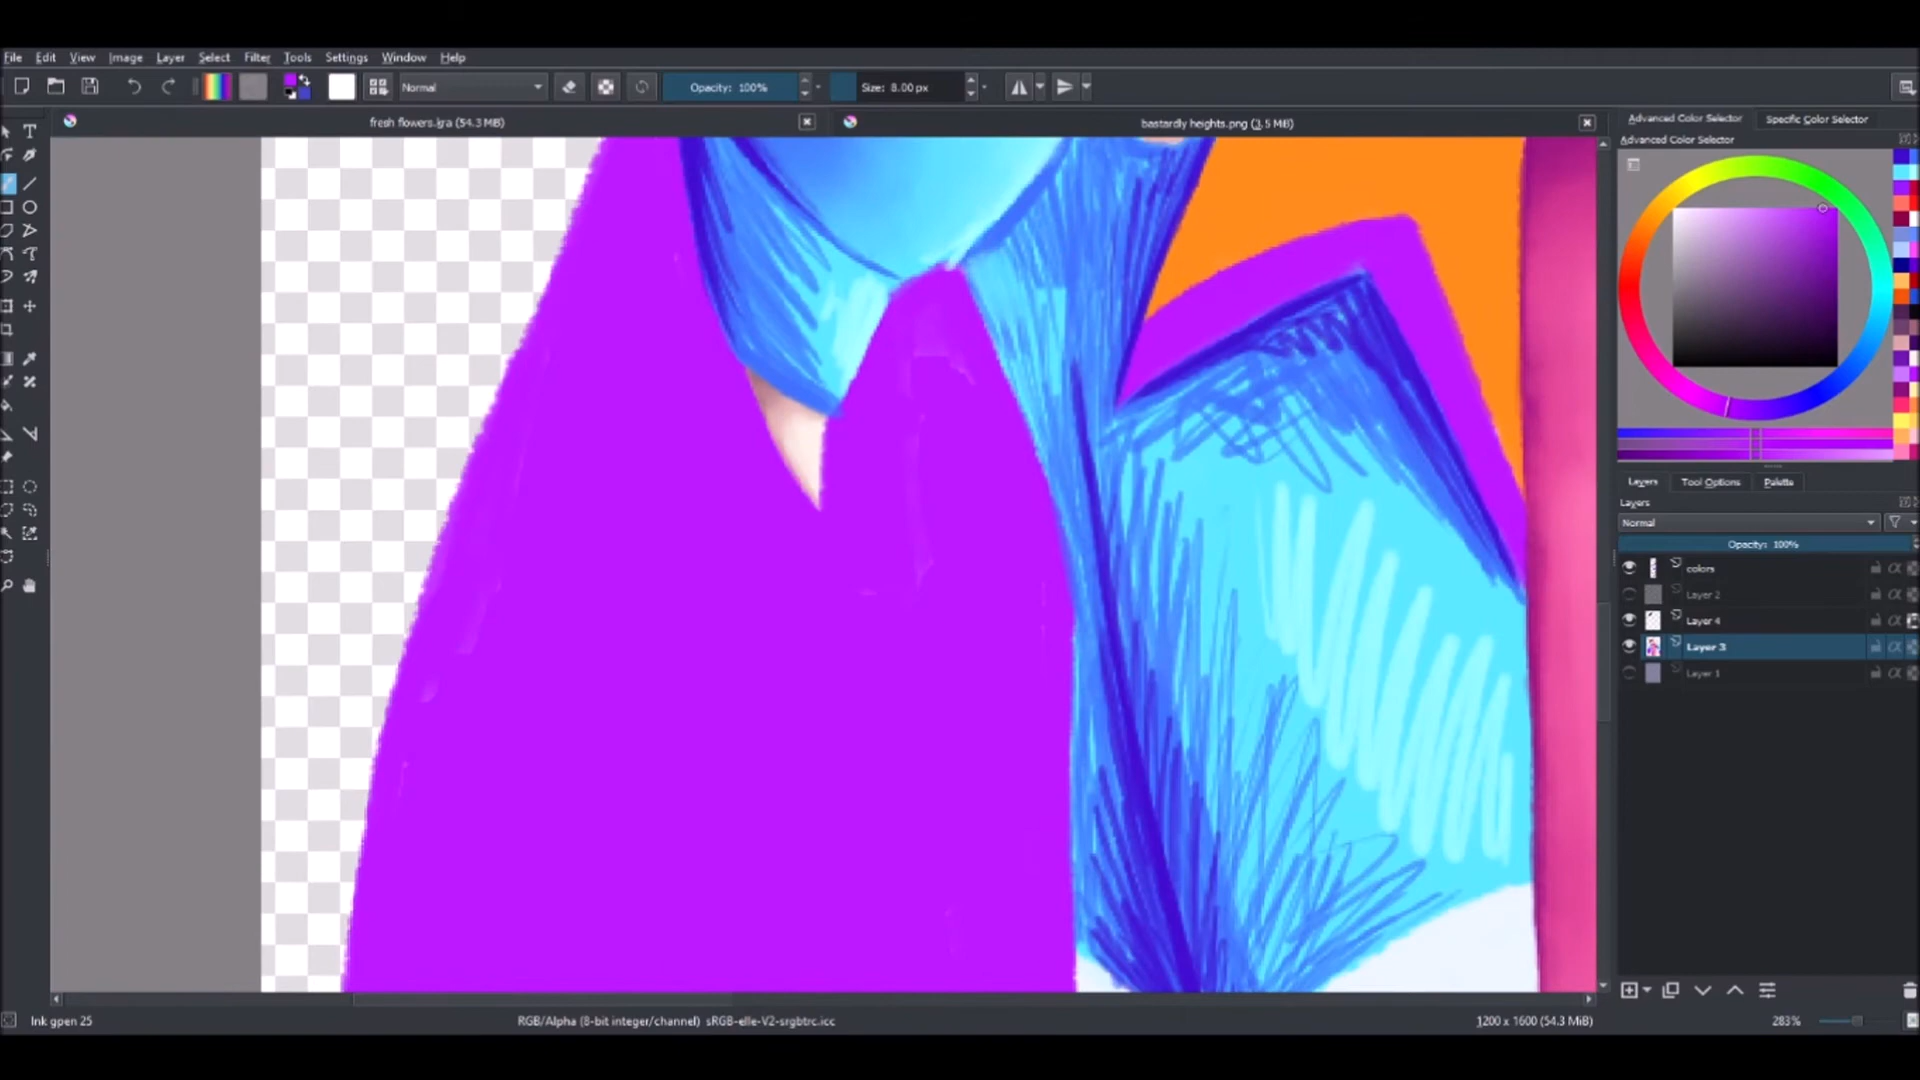 File Edit View Image Layer Select Filter Tools Settings Window Help
Normal Opacity: 100% Size: 8.00 px
fresh flowers.kra (54.3 MiB) bastardly heights.png (3.5 MiB)
Advanced Color Selector Specific Color Selector
Advanced Color Selector
Layers Tool Options Palette
Layers
Normal
Opacity: 100%
colors
Layer 2
Layer 4
Layer 3
Layer 1
Ink gpen 25 RGB/Alpha (8-bit integer/channel) sRGB-elle-V2-srgbtrc.icc 1200 x 1600 (54.3 MiB) 283%